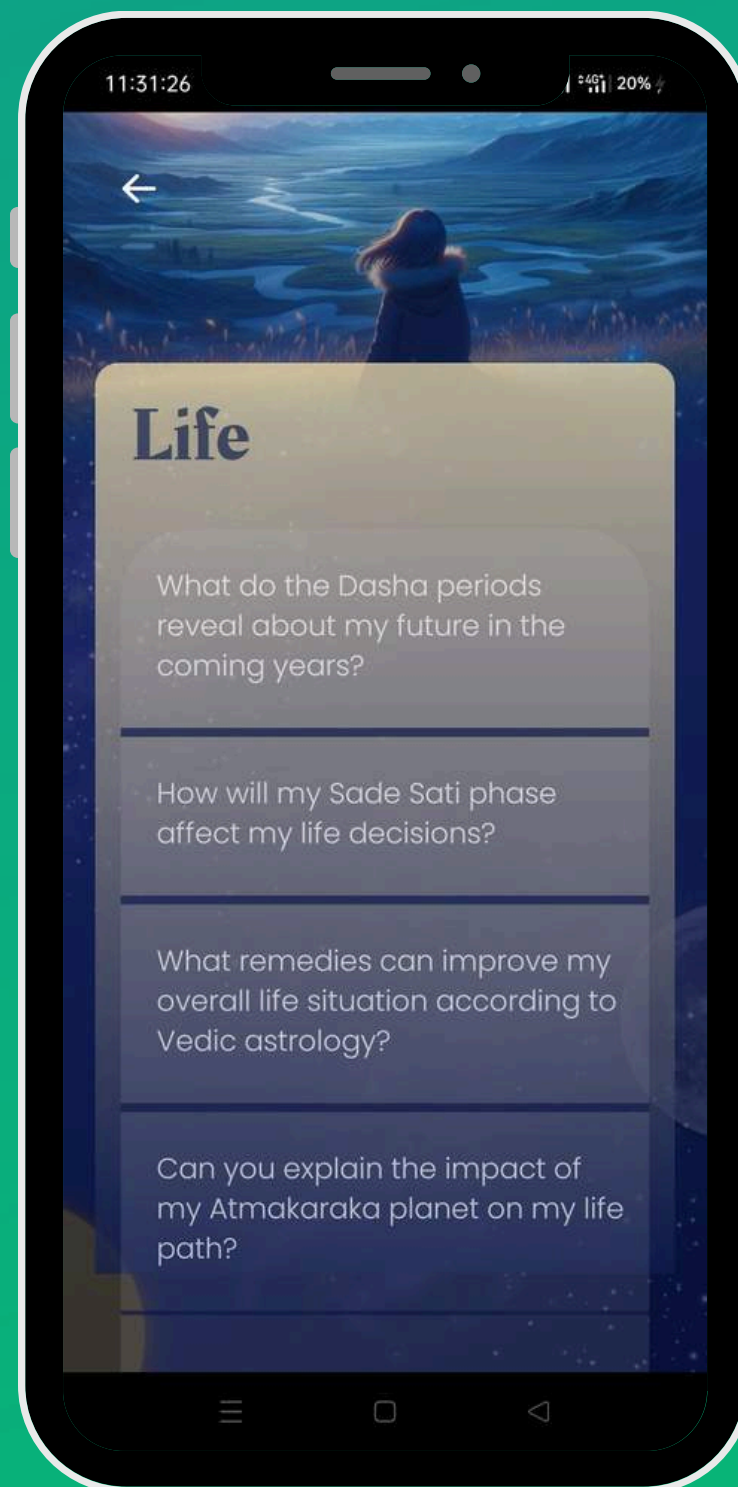 11:31:26
4G+ 20%
Life
What do the Dasha periods
reveal about my future in the
coming years?
How will my Sade Sati phase
affect my life decisions?
What remedies can improve my
overall life situation according to
Vedic astrology?
Can you explain the impact of
my Atmakaraka planet on my life
path?